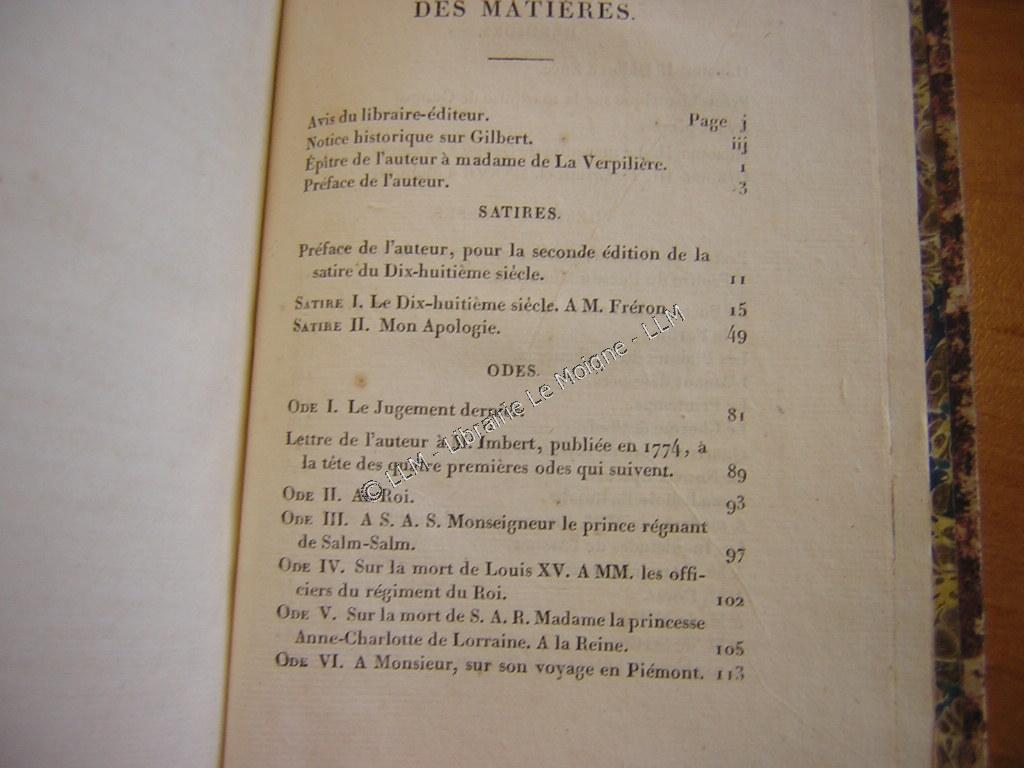 DES MATIÈRES.
Avis du libraire-éditeur. Page j
Notice historique sur Gilbert. iij
Épître de l'auteur à madame de La Verpilière. 1
Préface de l'auteur. 3
SATIRES.
Préface de l'auteur, pour la seconde édition de la
satire du Dix-huitième siécle. 11
Satire I. Le Dix-huitième siécle. A M. Fréron. 15
Satire II. Mon Apologie. 49
ODES.
Ode I. Le Jugement dernier. 81
Lettre de l'auteur à M. Imbert, publiée en 1774, à
la tête des quatre premières odes qui suivent. 89
Ode II. Au Roi. 93
Ode III. A S. A. S. Monseigneur le prince régnant
de Salm-Salm. 97
Ode IV. Sur la mort de Louis XV. A MM. les offi-
ciers du régiment du Roi. 102
Ode V. Sur la mort de S. A. R. Madame la princesse
Anne-Charlotte de Lorraine. A la Reine. 105
Ode VI. A Monsieur, sur son voyage en Piémont. 113
© LLM - Librairie Le Moigne - LLM